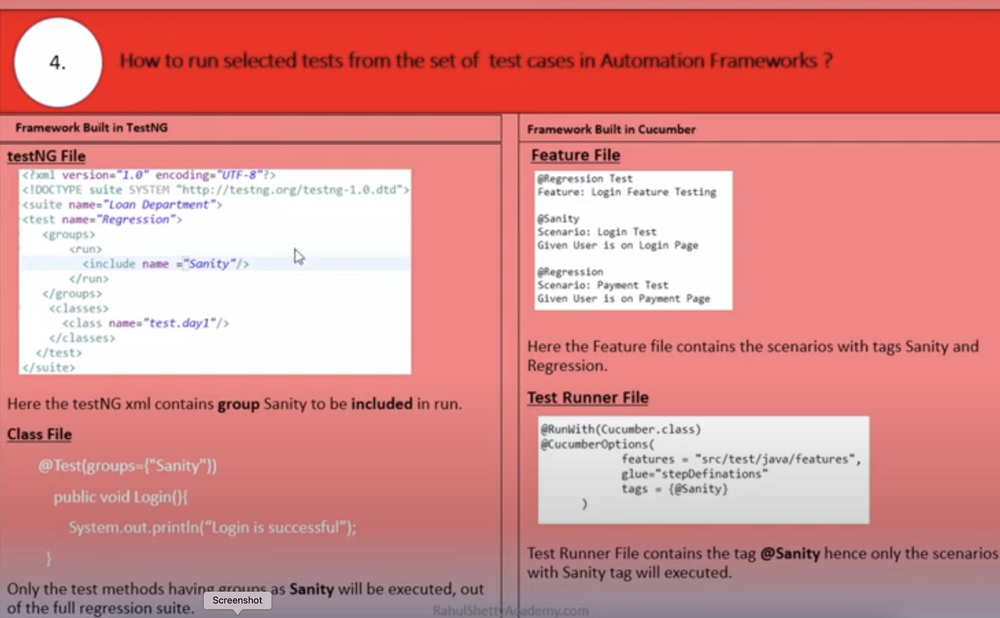 4.
How to run selected tests from the set of test cases in Automation Frameworks ?
Framework Built in TestNG
testNG File
<?xml version="1.0" encoding="UTF-8"?>
<!DOCTYPE suite SYSTEM "http://testng.org/testng-1.0.dtd">
<suite name="Loan Department">
<test name="Regression">
<groups>
<run>
<include name ="Sanity"/>
</run>
</groups>
<classes>
<class name="test.day1"/>
</classes>
</test>
</suite>
Here the testNG xml contains group Sanity to be included in run.
Class File
@Test(groups={"Sanity"})
public void Login(){
System.out.println(“Login is successful”);
}
Only the test methods having groups as Sanity will be executed, out
of the full regression suite.
Screenshot
Framework Built in Cucumber
Feature File
@Regression Test
Feature: Login Feature Testing
@Sanity
Scenario: Login Test
Given User is on Login Page
@Regression
Scenario: Payment Test
Given User is on Payment Page
Here the Feature file contains the scenarios with tags Sanity and
Regression.
Test Runner File
@RunWith(Cucumber.class)
@CucumberOptions(
features = "src/test/java/features",
glue="stepDefinations"
tags = {@Sanity}
)
Test Runner File contains the tag @Sanity hence only the scenarios
with Sanity tag will executed.
RahulShettyAcademy.com